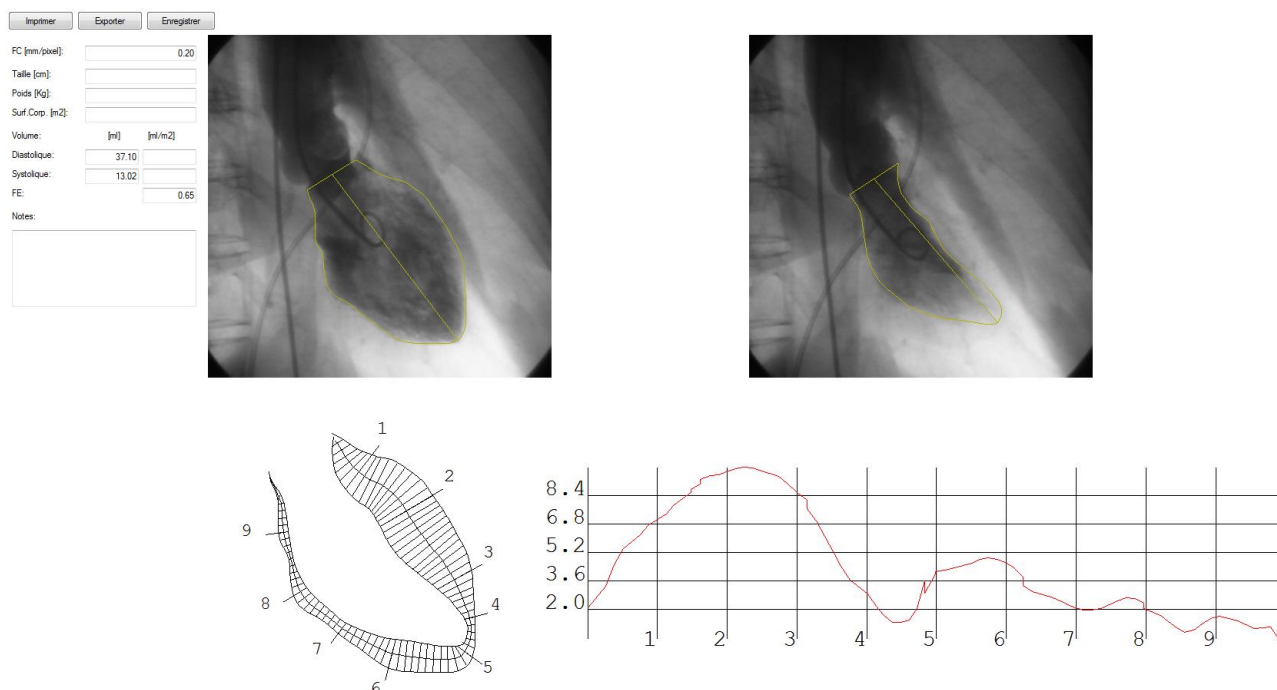 Imprimer Exporter Enregistrer
FC [mm/pixel]: 0.20
Taille [cm]:
Poids [Kg]:
Surf.Corp. [m2]:
Volume: [ml] [ml/m2]
Diastolique: 37.10
Systolique: 13.02
FE: 0.65
Notes:
1
2
3
4
5
6
7
8
9
8.4
6.8
5.2
3.6
2.0
1 2 3 4 5 6 7 8 9